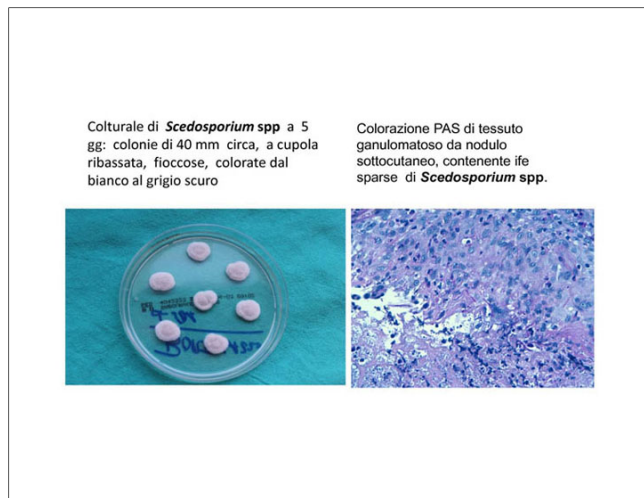 Colturale di Scedosporium spp a 5
gg: colonie di 40 mm circa, a cupola
ribassata, fioccose, colorate dal
bianco al grigio scuro
Colorazione PAS di tessuto
ganulomatoso da nodulo
sottocutaneo, contenente ife
sparse di Scedosporium spp.